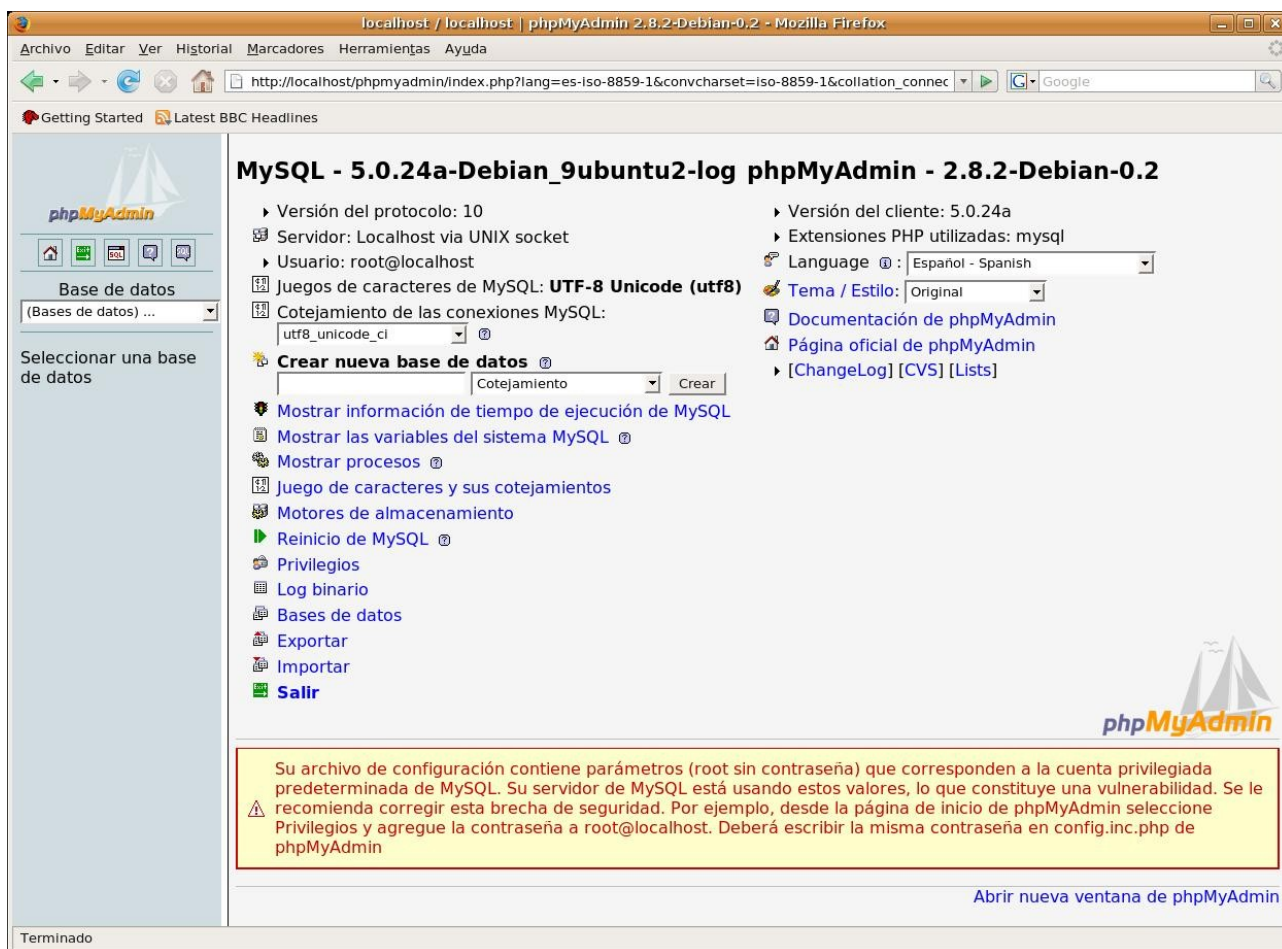 localhost / localhost | phpMyAdmin 2.8.2-Debian-0.2 - Mozilla Firefox
Archivo Editar Ver Historial Marcadores Herramientas Ayuda
http://localhost/phpmyadmin/index.php?lang=es-iso-8859-1&convcharset=iso-8859-1&collation_connec
G Google
Getting Started Latest BBC Headlines
phpMyAdmin
SQL
Base de datos
(Bases de datos) ...
Seleccionar una base
de datos
MySQL - 5.0.24a-Debian_9ubuntu2-log
Versión del protocolo: 10
Servidor: Localhost via UNIX socket
Usuario: root@localhost
Juegos de caracteres de MySQL: UTF-8 Unicode (utf8)
Cotejamiento de las conexiones MySQL:
utf8_unicode_ci
Crear nueva base de datos
Cotejamiento Crear
Mostrar información de tiempo de ejecución de MySQL
Mostrar las variables del sistema MySQL
Mostrar procesos
Juego de caracteres y sus cotejamientos
Motores de almacenamiento
Reinicio de MySQL
Privilegios
Log binario
Bases de datos
Exportar
Importar
Salir
phpMyAdmin - 2.8.2-Debian-0.2
Versión del cliente: 5.0.24a
Extensiones PHP utilizadas: mysql
Language : Español - Spanish
Tema / Estilo: Original
Documentación de phpMyAdmin
Página oficial de phpMyAdmin
[ChangeLog] [CVS] [Lists]
phpMyAdmin
Su archivo de configuración contiene parámetros (root sin contraseña) que corresponden a la cuenta privilegiada
predeterminada de MySQL. Su servidor de MySQL está usando estos valores, lo que constituye una vulnerabilidad. Se le
recomienda corregir esta brecha de seguridad. Por ejemplo, desde la página de inicio de phpMyAdmin seleccione
Privilegios y agregue la contraseña a root@localhost. Deberá escribir la misma contraseña en config.inc.php de
phpMyAdmin
Abrir nueva ventana de phpMyAdmin
Terminado